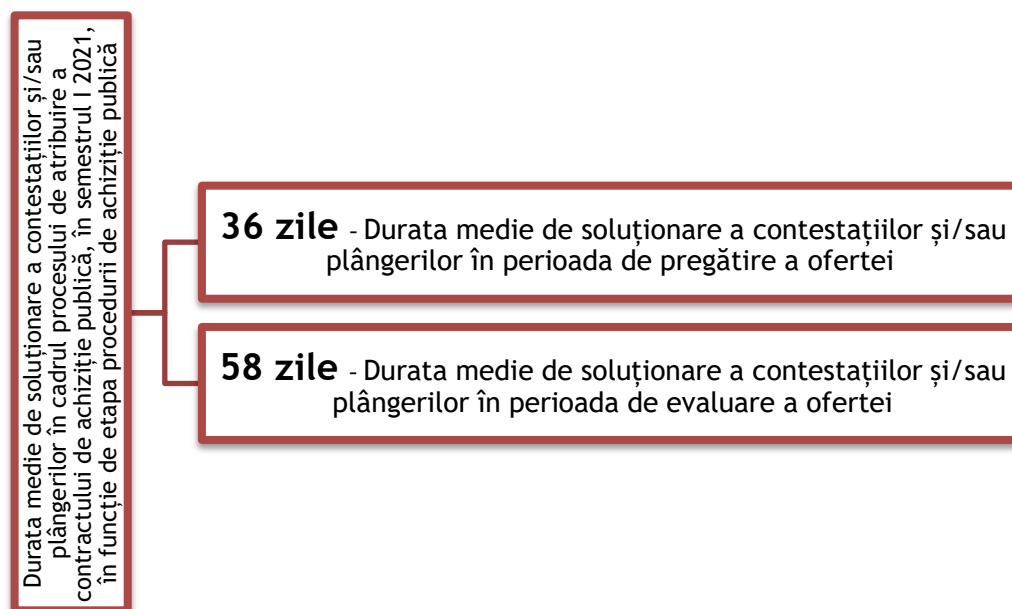 Durata medie de soluționare a contestațiilor și/sau
plângerilor în cadrul procesului de atribuire a
contractului de achiziție publică, în semestrul I 2021,
în funcție de etapa procedurii de achiziție publică
36 zile - Durata medie de soluționare a contestațiilor și/sau
plângerilor în perioada de pregătire a ofertei
58 zile - Durata medie de soluționare a contestațiilor și/sau
plângerilor în perioada de evaluare a ofertei